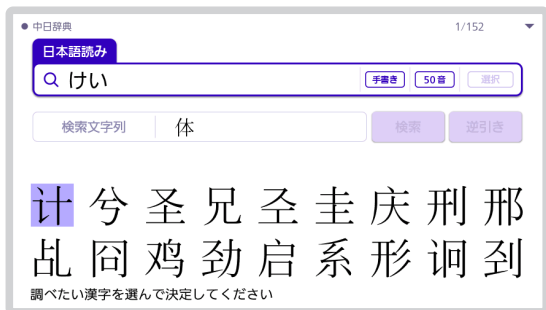 中日辞典 1/152
日本語読み
けい 手書き 50音 選択
検索文字列 体 検索 逆引き
计 兮 圣 兄 圣 圭 庆 刑 邢
乩 冏 鸡 劲 启 系 形 诇 刭
調べたい漢字を選んで決定してください